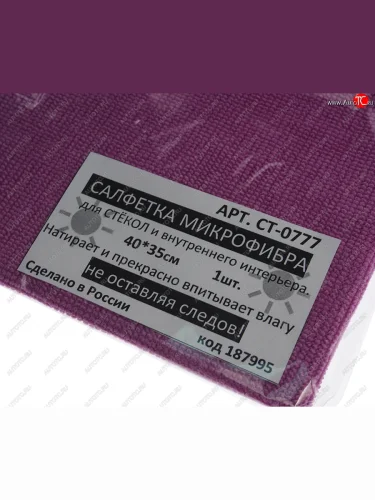 АРТ. СТ-0777
САЛФЕТКА МИКРОФИБРА
для СТЁКОЛ и внутреннего интерьера.
40*35см 1шт.
Натирает и прекрасно впитывает влагу
не оставляя следов!
Сделано в России
код 187995